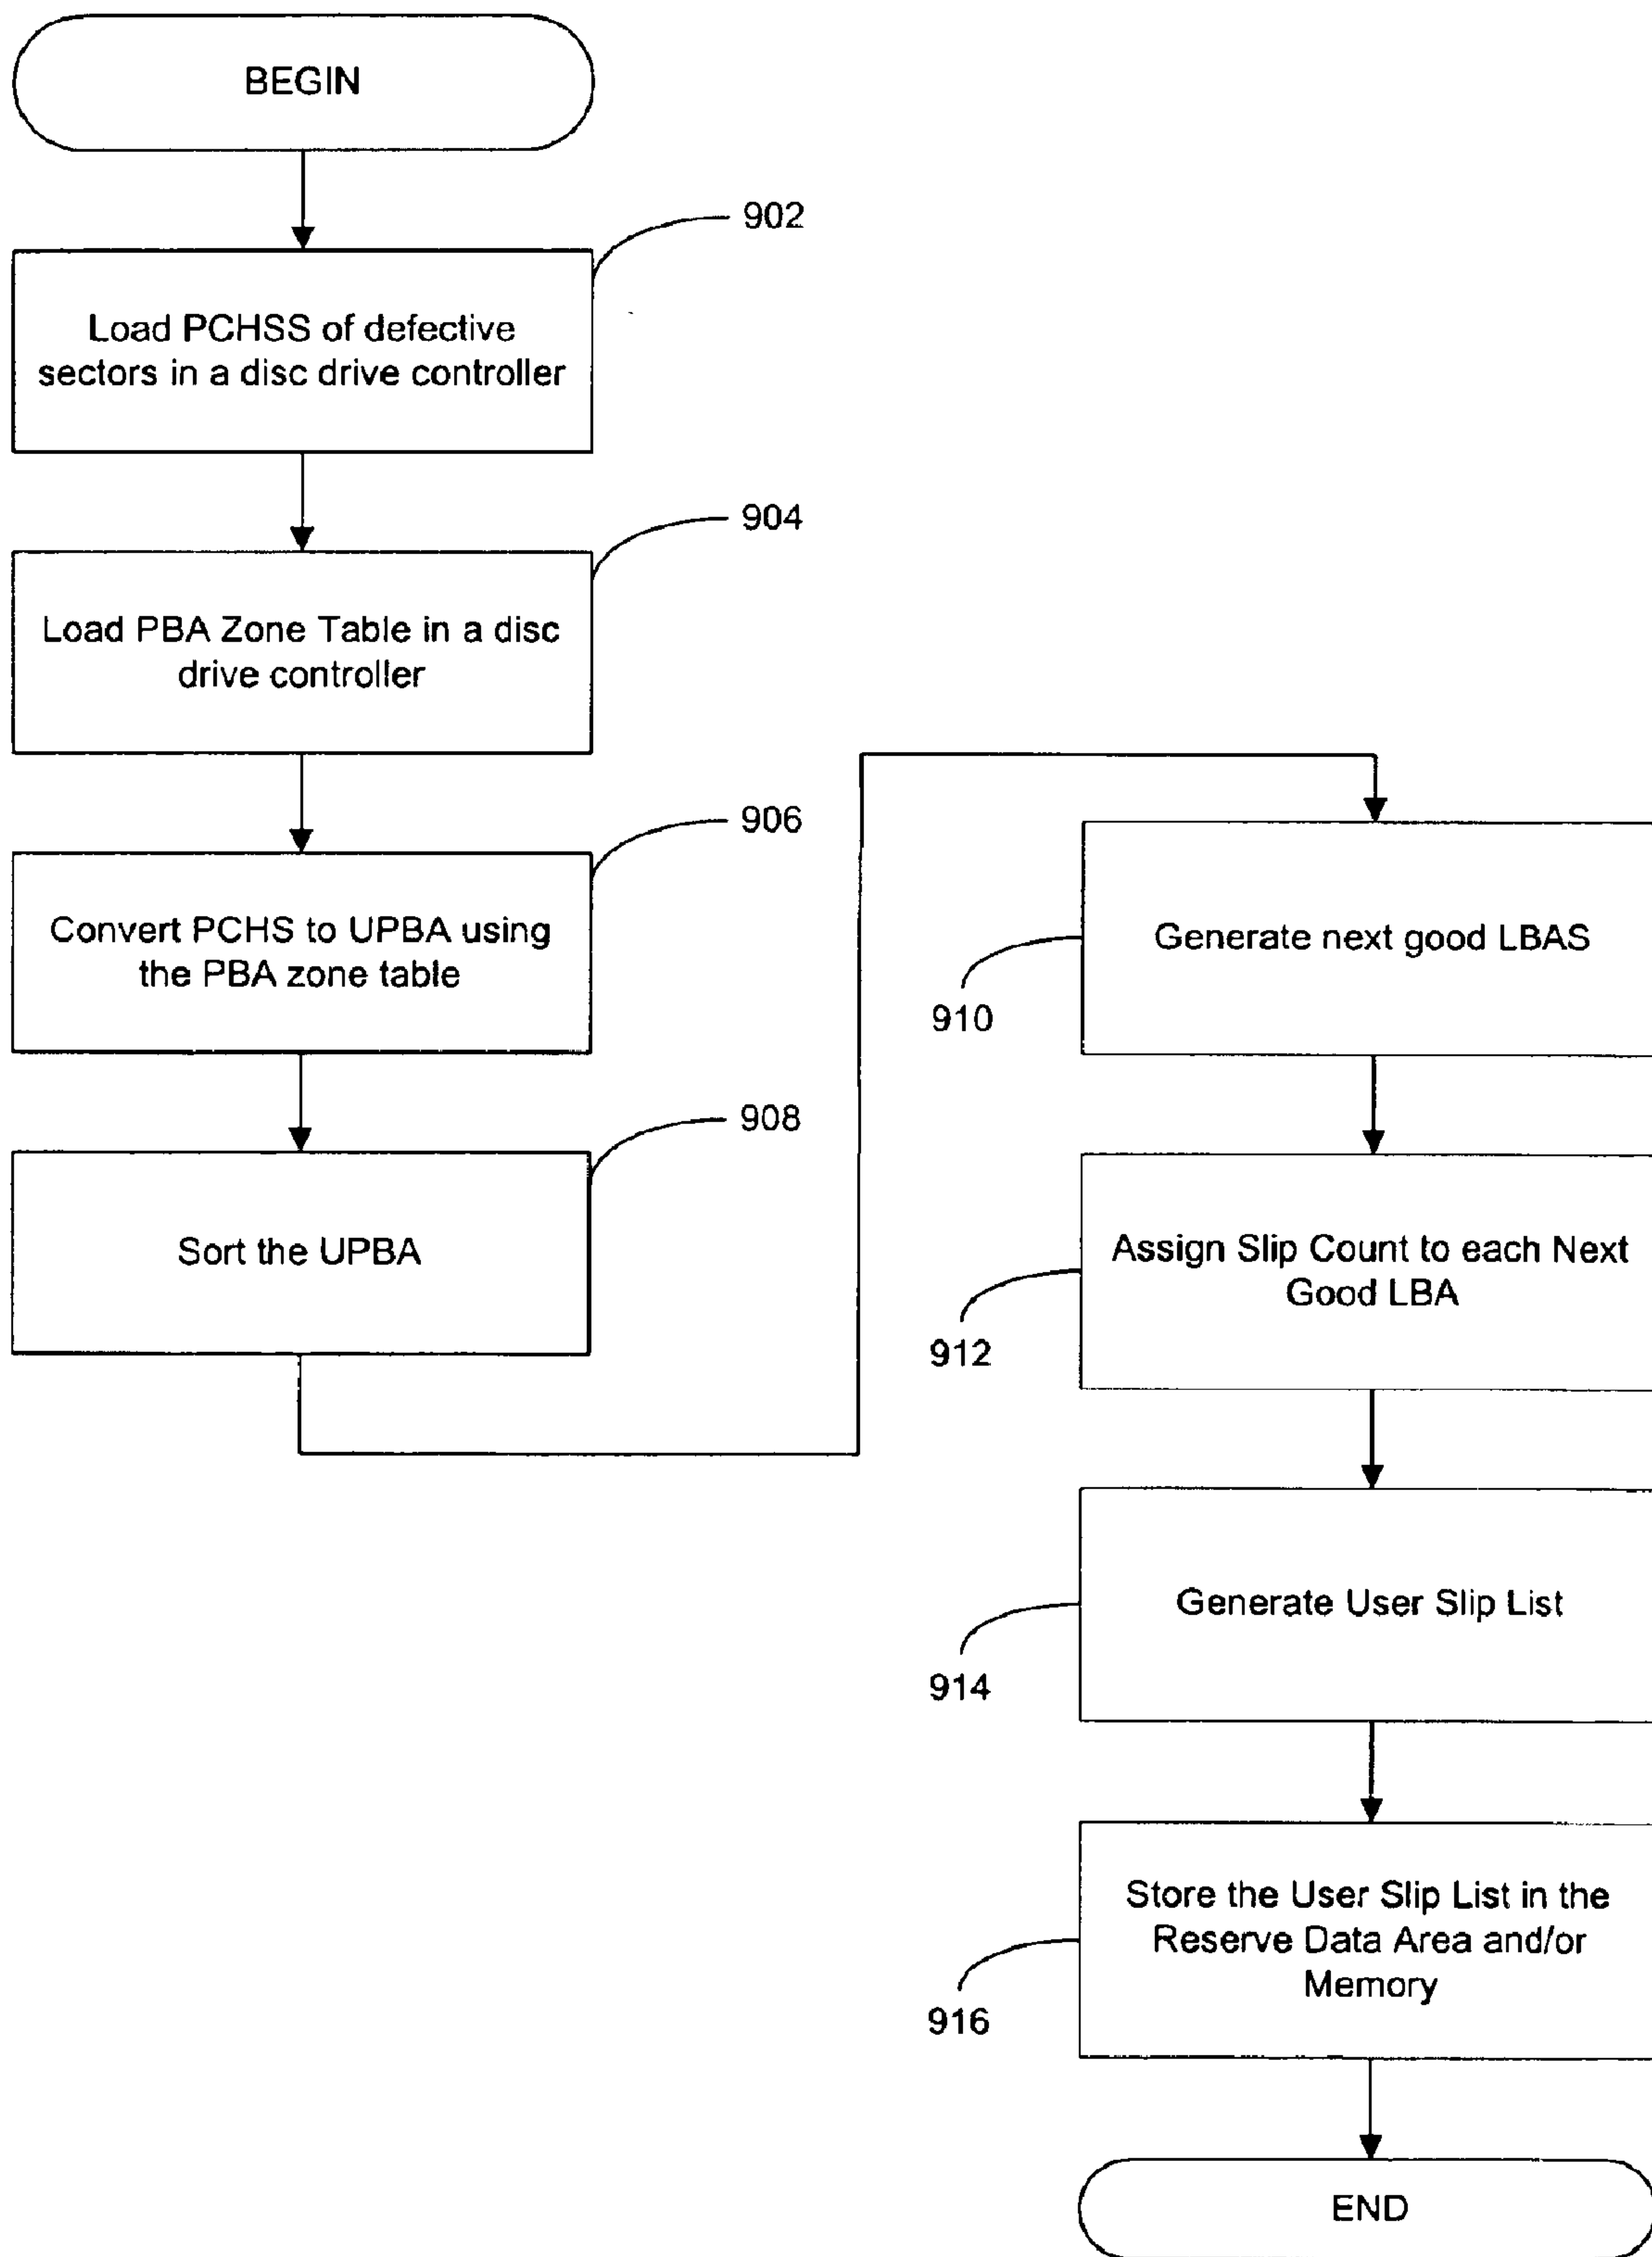 BEGIN
902
Load PCHSS of defective
sectors in a disc drive controller
904
Load PBA Zone Table in a disc
drive controller
906
Convert PCHS to UPBA using
the PBA zone table
908
Sort the UPBA
Generate next good LBAS
910
Assign Slip Count to each Next
Good LBA
912
Generate User Slip List
914
Store the User Slip List in the
Reserve Data Area and/or
Memory
916
END